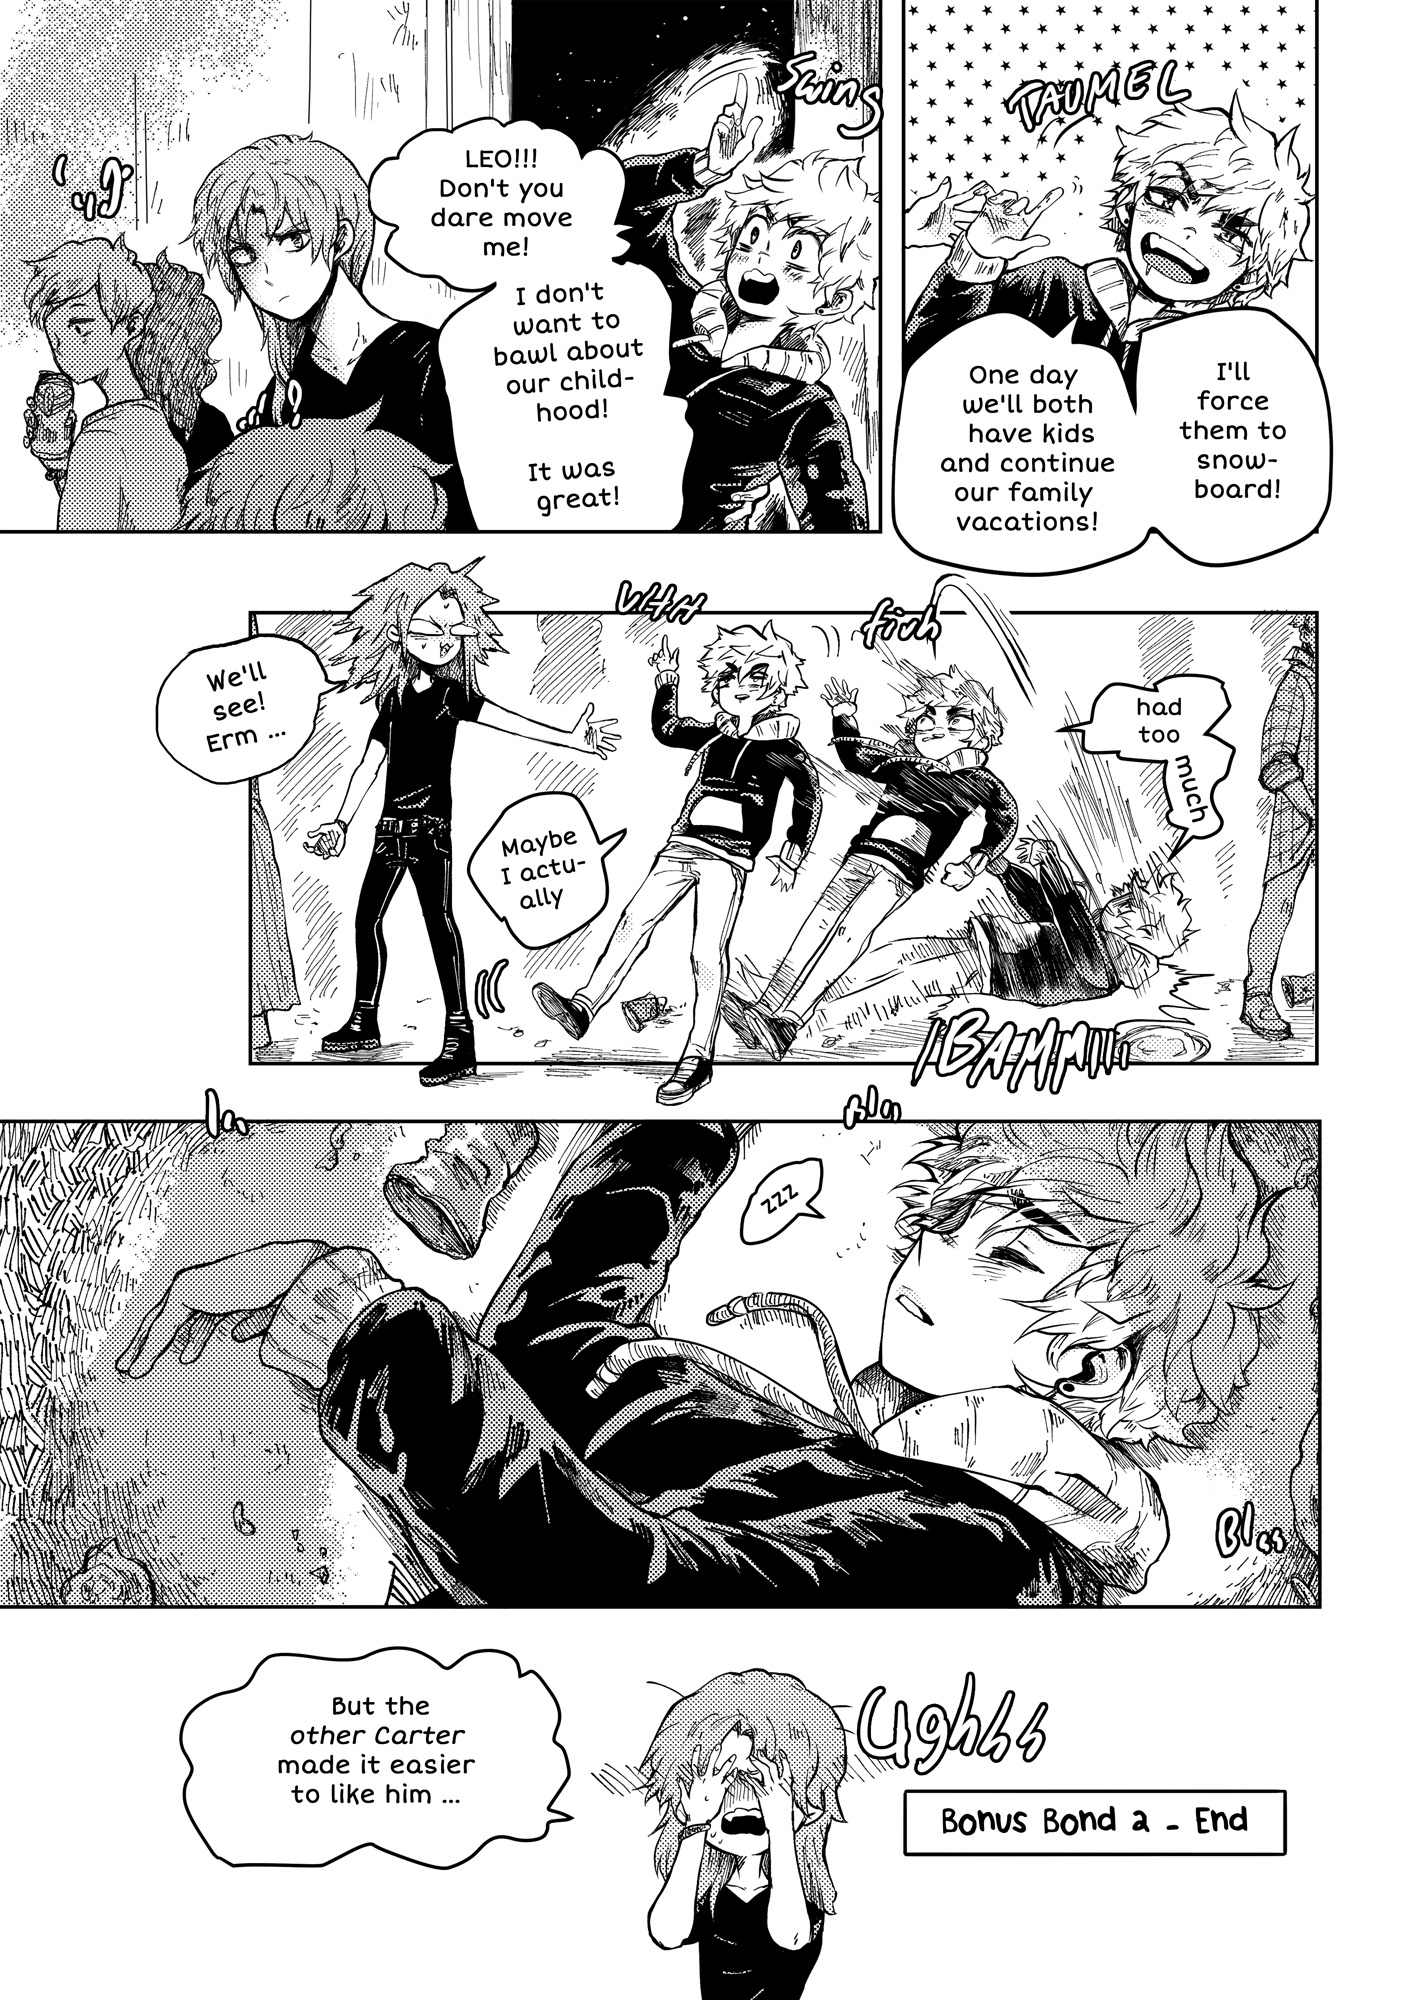 Swing
LEO!!!
Don't you
dare move
me!
I don't
want to
bawl about
our child-
hood!
It was
great!
TAUMEL
One day
we'll both
have kids
and continue
our family
vacations!
I'll
force
them to
snow-
board!
We'll
see!
Erm ...
Maybe
I actu-
ally
had
too
much
BAMM
zzz
But the
other Carter
made it easier
to like him ...
Ughhh
Bonus Bond 2 - End